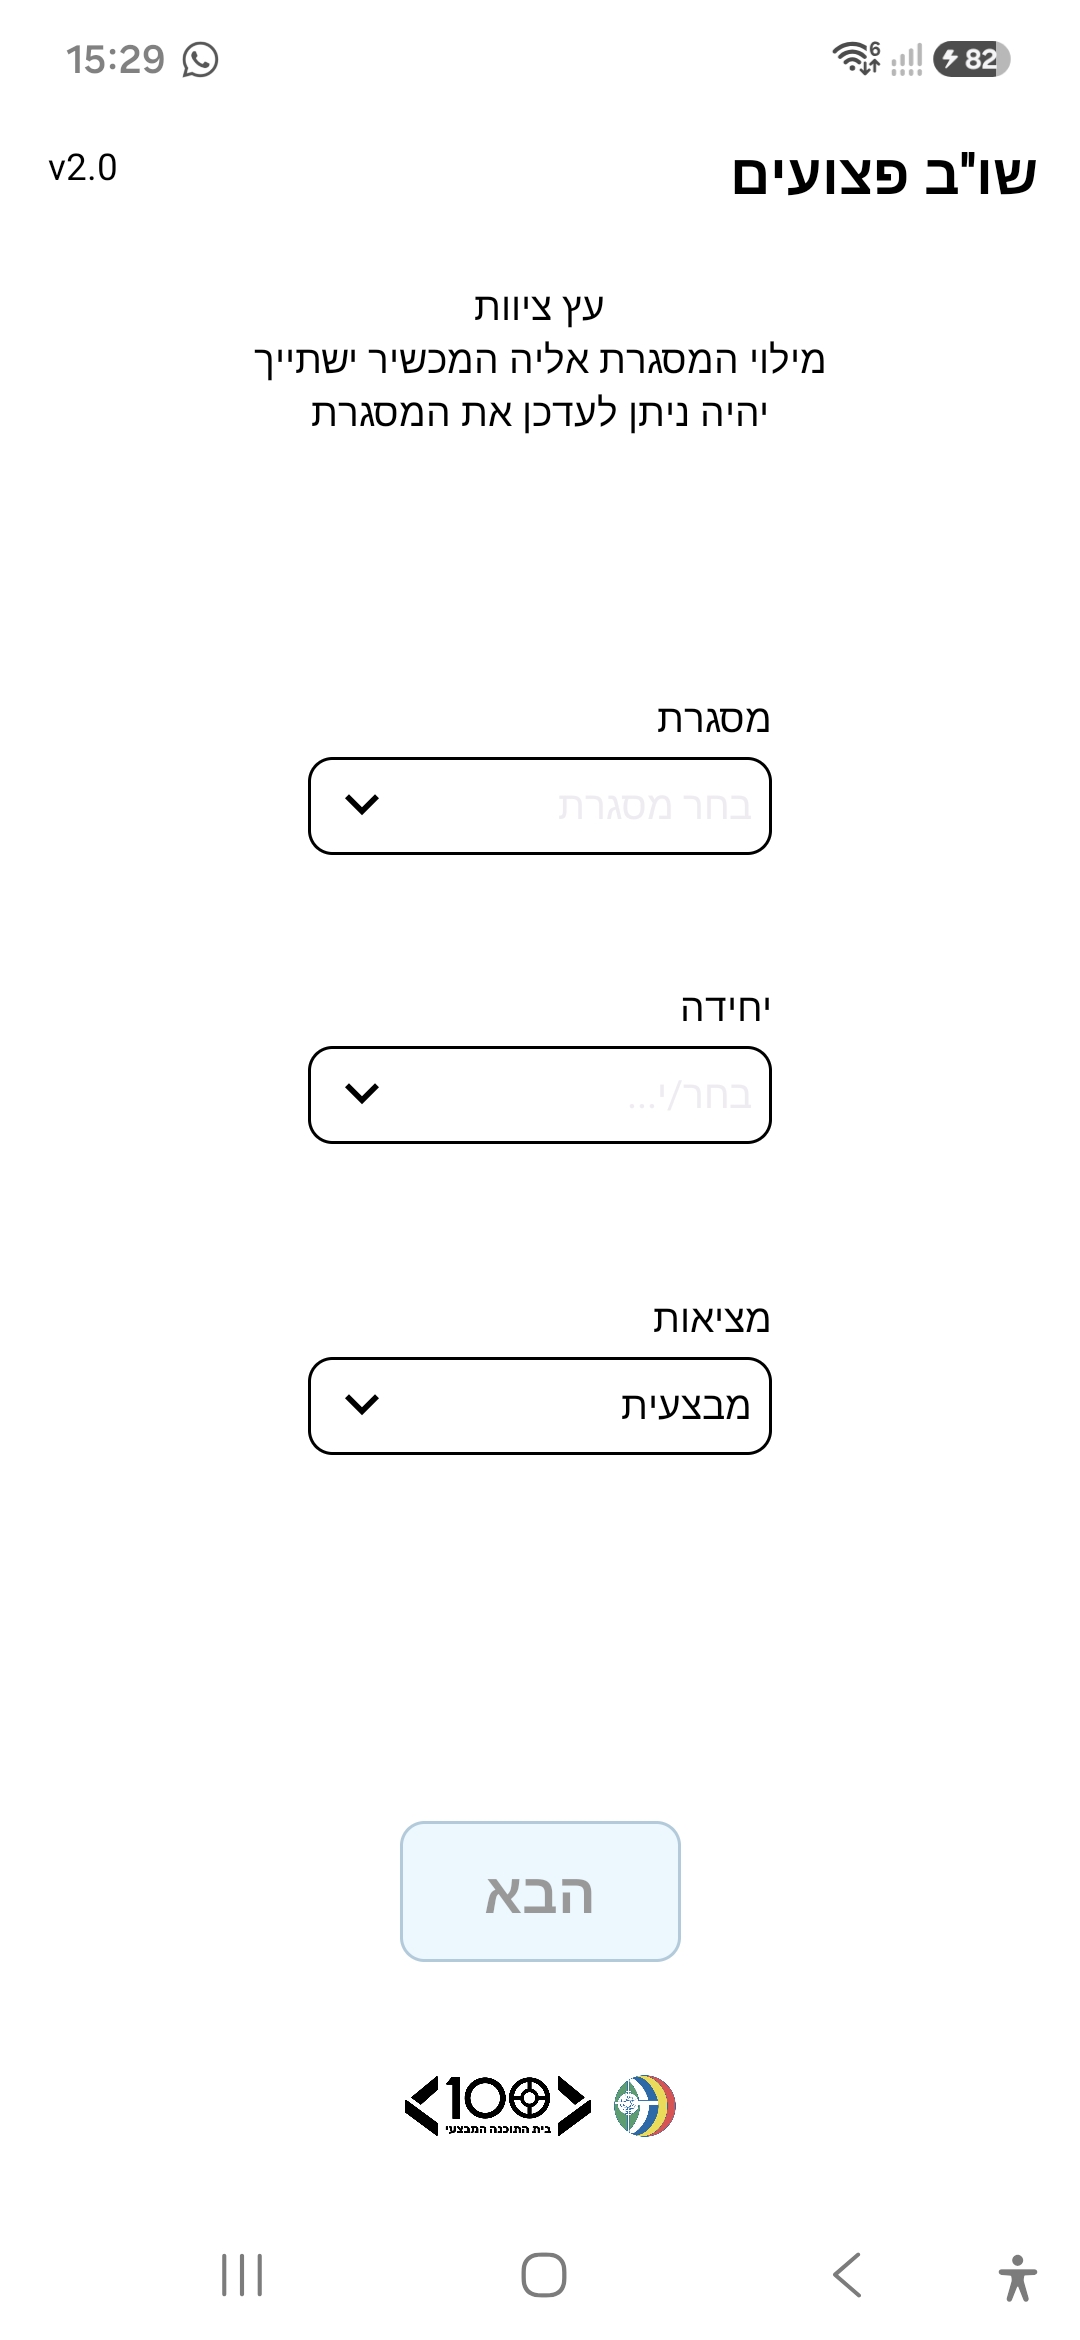 15:29
6
82
שו"ב פצועים
v2.0
עץ ציוות
מילוי המסגרת אליה המכשיר ישתייך
יהיה ניתן לעדכן את המסגרת
מסגרת
בחר מסגרת
יחידה
בחר/י...
מציאות
מבצעית
הבא
<100>
בית התוכנה המבצעי